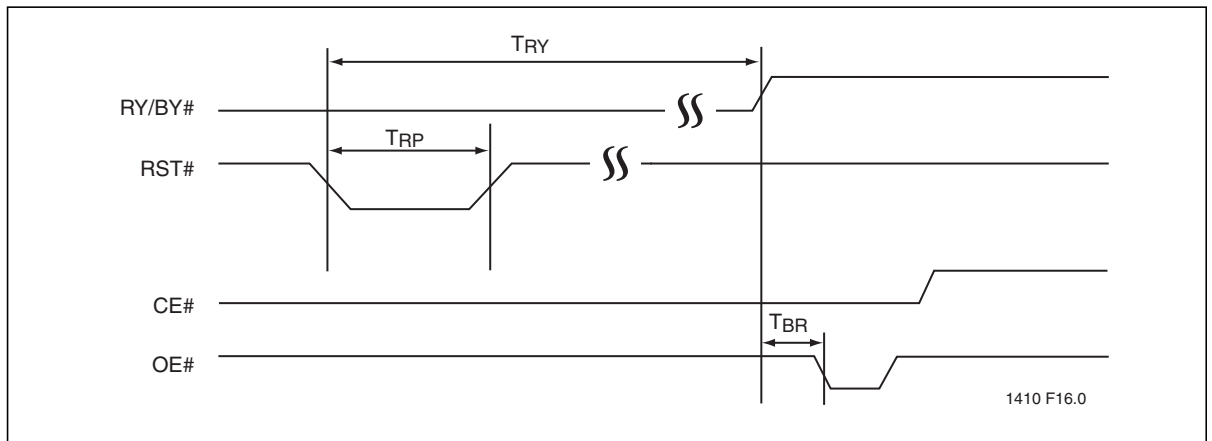 TRY
RY/BY#
TRP
RST#
CE#
TBR
OE#
1410 F16.0